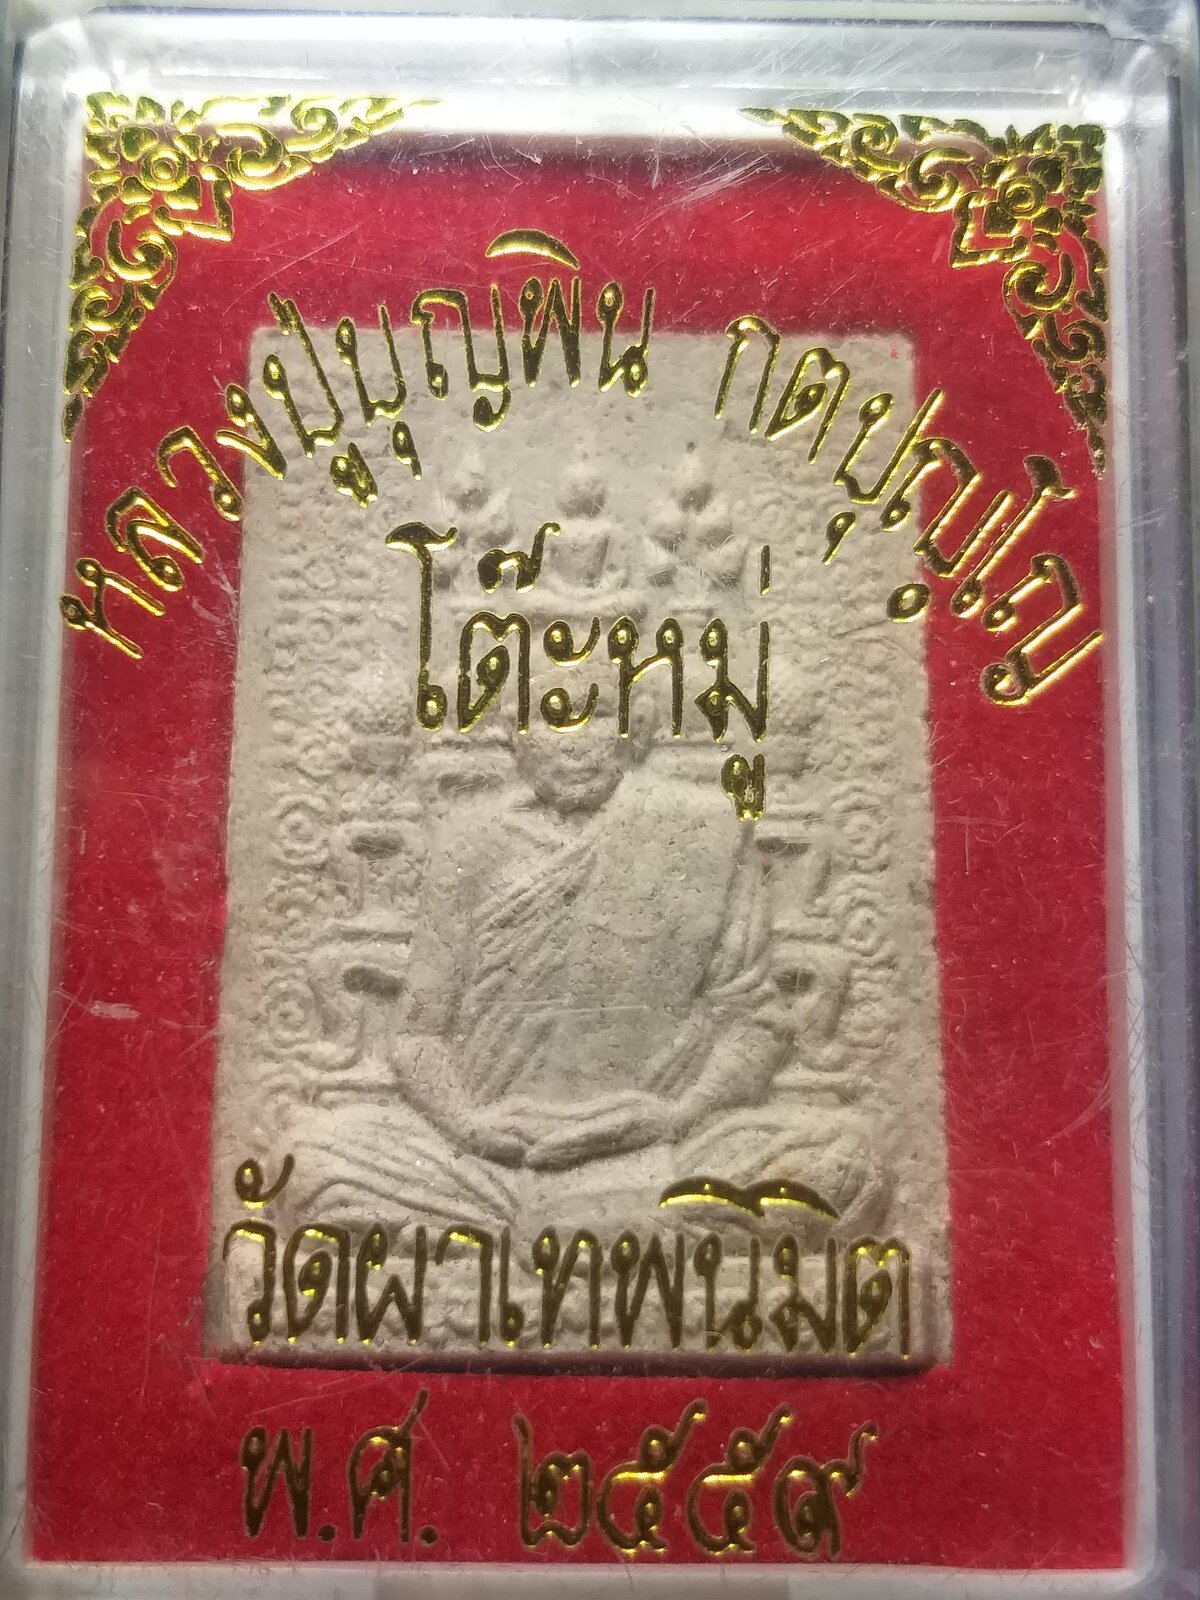 หลวงปู่บุญพิน กตปุญฺโญ
โต๊ะหมู่
วัดผาเทพนิมิต
พ.ศ. ๒๕๕๙